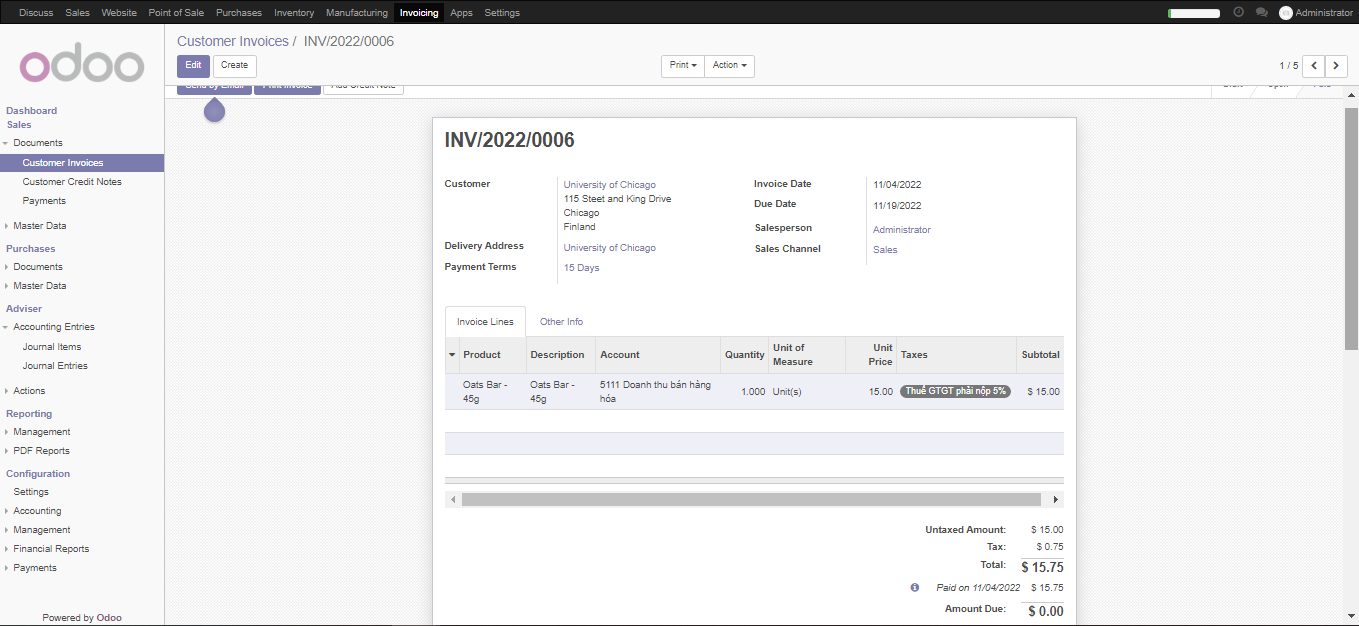 Discuss Sales Website Point of Sale Purchases Inventory Manufacturing Invoicing Apps Settings Administrator
odoo
Customer Invoices / INV/2022/0006
Edit Create Print Action 1 / 5
Send by Email Print Invoice Add Credit Note Draft Open Paid
Dashboard
Sales
Documents
Customer Invoices
Customer Credit Notes
Payments
Master Data
Purchases
Documents
Master Data
Adviser
Accounting Entries
Journal Items
Journal Entries
Actions
Reporting
Management
PDF Reports
Configuration
Settings
Accounting
Management
Financial Reports
Payments
Powered by Odoo
INV/2022/0006
Customer University of Chicago
115 Steet and King Drive
Chicago
Finland
Delivery Address University of Chicago
Payment Terms 15 Days
Invoice Date 11/04/2022
Due Date 11/19/2022
Salesperson Administrator
Sales Channel Sales
Invoice Lines Other Info
Product Description Account Quantity Unit of Measure Unit Price Taxes Subtotal
Oats Bar - 45g Oats Bar - 45g 5111 Doanh thu bán hàng hóa 1.000 Unit(s) 15.00 Thuế GTGT phải nộp 5% $ 15.00
Untaxed Amount: $ 15.00
Tax: $ 0.75
Total: $ 15.75
Paid on 11/04/2022 $ 15.75
Amount Due: $ 0.00